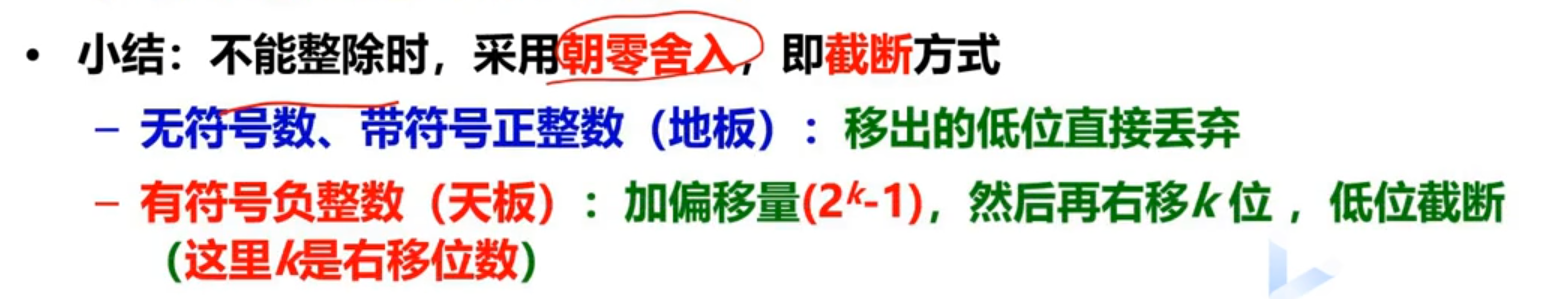 • 小结：不能整除时，采用朝零舍入，即截断方式
– 无符号数、带符号正整数（地板）：移出的低位直接丢弃
– 有符号负整数（天板）：加偏移量(2ᵏ-1)，然后再右移k 位 ，低位截断
（这里k是右移位数）